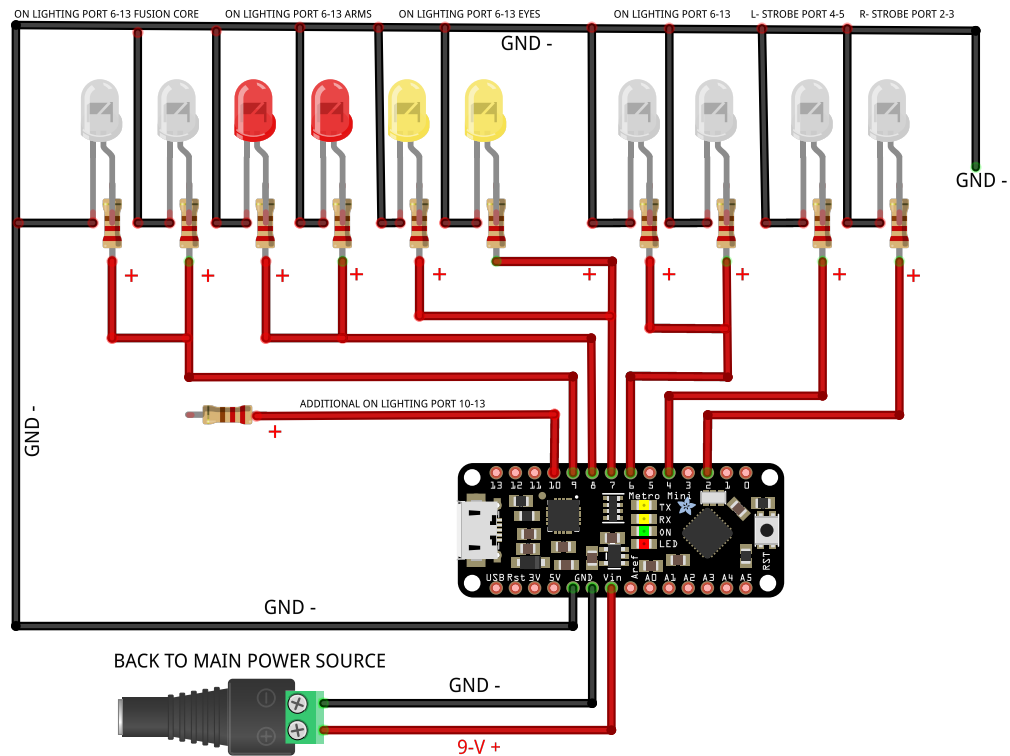 ON LIGHTING PORT 6-13 FUSION CORE
ON LIGHTING PORT 6-13 ARMS
ON LIGHTING PORT 6-13 EYES
ON LIGHTING PORT 6-13
L- STROBE PORT 4-5
R- STROBE PORT 2-3
GND -
GND -
+ + + + + + + + +
GND -
ADDITIONAL ON LIGHTING PORT 10-13
+
13 12 11 10 9 8 7 6 5 4 3 2 1 0
Metro Mini
TX
RX
ON
LED
RST
Aref
USB Rst 3V 5V GND Vin A0 A1 A2 A3 A4 A5
GND -
BACK TO MAIN POWER SOURCE
GND -
9-V +